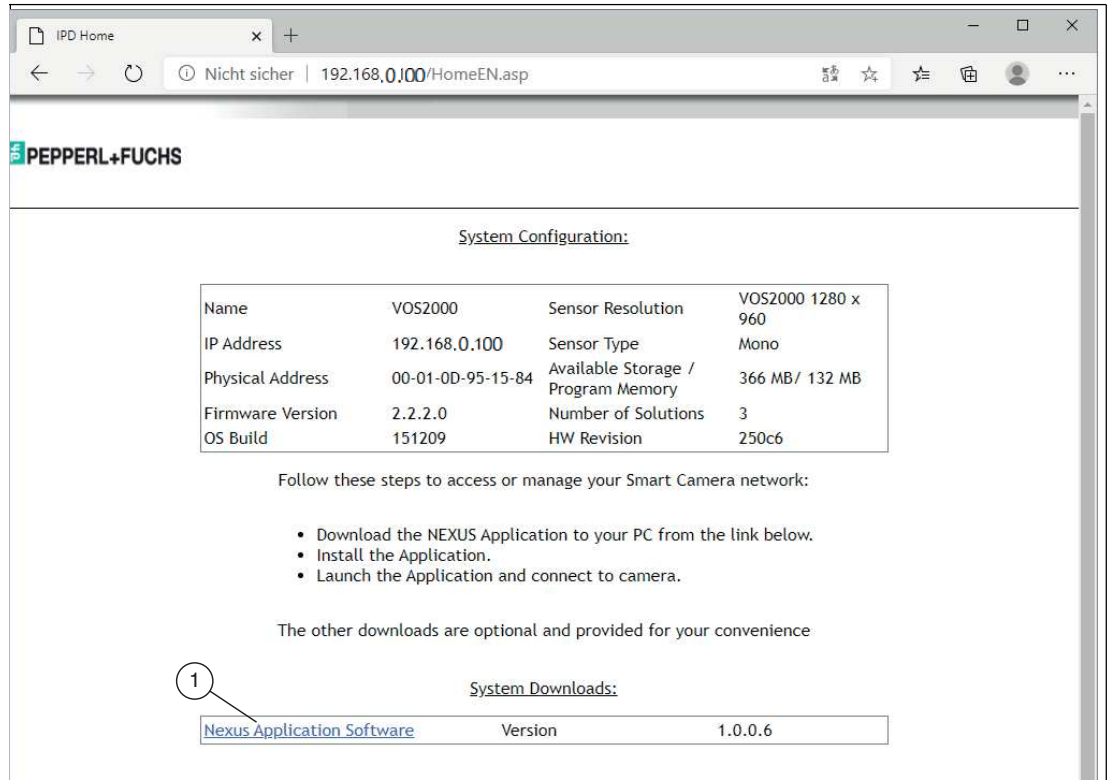 IPD Home
Nicht sicher | 192.168.0.100/HomeEN.asp
PEPPERL+FUCHS
System Configuration:
Name VOS2000 Sensor Resolution VOS2000 1280 x
960
IP Address 192.168.0.100 Sensor Type Mono
Physical Address 00-01-0D-95-15-84 Available Storage /
Program Memory 366 MB/ 132 MB
Firmware Version 2.2.2.0 Number of Solutions 3
OS Build 151209 HW Revision 250c6
Follow these steps to access or manage your Smart Camera network:
• Download the NEXUS Application to your PC from the link below.
• Install the Application.
• Launch the Application and connect to camera.
The other downloads are optional and provided for your convenience
1
System Downloads:
Nexus Application Software Version 1.0.0.6